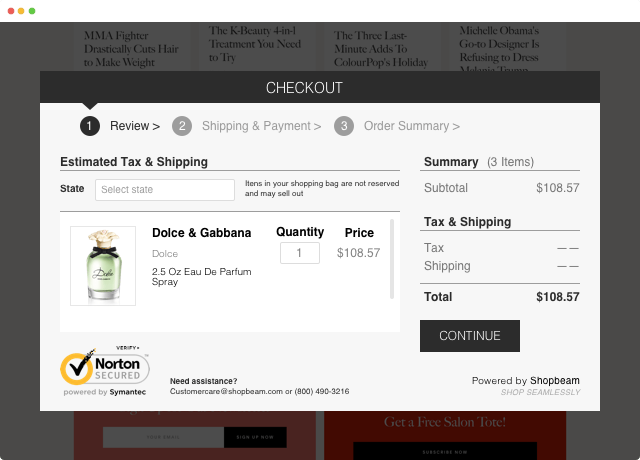 MMA Fighter
Drastically Cuts Hair
to Make Weight
The K-Beauty 4-in-1
Treatment You Need
to Try
The Three Last-
Minute Adds To
ColourPop's Holiday
Michelle Obama's
Go-to Designer Is
Refusing to Dress
Melania Trump
CHECKOUT
1 Review > 2 Shipping & Payment > 3 Order Summary >
Estimated Tax & Shipping
State Select state
Items in your shopping bag are not reserved
and may sell out
Dolce & Gabbana Quantity Price
Dolce 1 $108.57
2.5 Oz Eau De Parfum
Spray
Dolce
Summary (3 Items)
Subtotal $108.57
Tax & Shipping
Tax ——
Shipping ——
Total $108.57
CONTINUE
VERIFY▸
Norton
SECURED
powered by Symantec
TM
Need assistance?
Customercare@shopbeam.com or (800) 490-3216
Powered by Shopbeam
SHOP SEAMLESSLY
YOUR EMAIL SIGN UP NOW
Get a Free Salon Tote!
SUBSCRIBE NOW